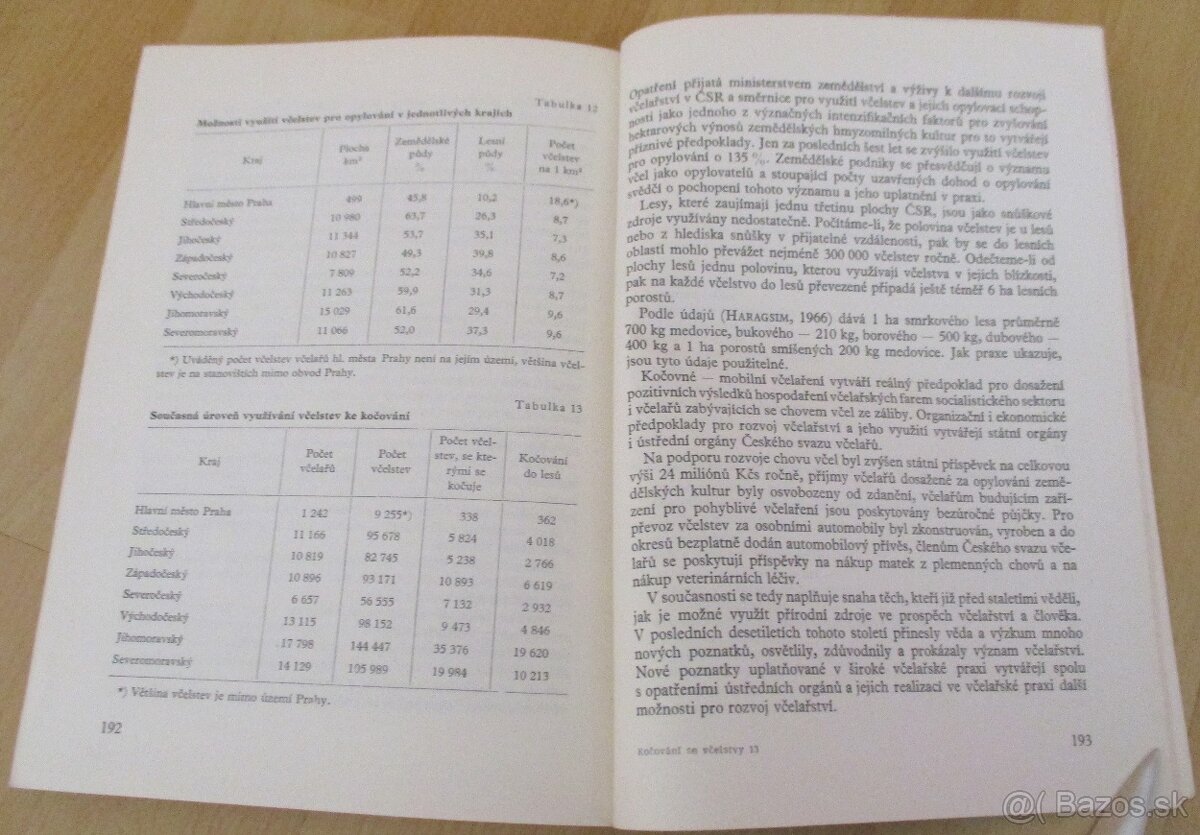 Tabulka 12
Možnosti využití včelstev pro opylování v jednotlivých krajích
Kraj Plocha km² Zemědělské půdy % Lesní půdy % Počet včelstev na 1 km²
Hlavní město Praha 499 45,8 10,2 18,6*)
Středočeský 10 980 63,7 26,3 8,7
Jihočeský 11 344 53,7 35,1 7,3
Západočeský 10 827 49,3 39,8 8,6
Severočeský 7 809 52,2 34,6 7,2
Východočeský 11 263 59,9 31,3 8,7
Jihomoravský 15 029 61,6 29,4 9,6
Severomoravský 11 066 52,0 37,3 9,6
*) Uváděný počet včelstev včelařů hl. města Prahy není na jejím území, většina včel-
stev je na stanovištích mimo obvod Prahy.
Tabulka 13
Současná úroveň využívání včelstev ke kočování
Kraj Počet včelařů Počet včelstev Počet včel-stev, se kte-rými se kočuje Kočování do lesů
Hlavní město Praha 1 242 9 255*) 338 362
Středočeský 11 166 95 678 5 824 4 018
Jihočeský 10 819 82 745 5 238 2 766
Západočeský 10 896 93 171 10 893 6 619
Severočeský 6 657 56 555 7 132 2 932
Východočeský 13 115 98 152 9 473 4 846
Jihomoravský 17 798 144 447 35 376 19 620
Severomoravský 14 129 105 989 19 984 10 213
*) Většina včelstev je mimo území Prahy.
192
Opatření přijatá ministerstvem zemědělství a výživy k dalšímu rozvoji
včelařství v ČSR a směrnice pro využití včelstev a jejich opylovací schop-
nosti jako jednoho z význačných intenzifikačních faktorů pro zvyšování
hektarových výnosů zemědělských hmyzomilných kultur pro so vytvářejí
příznivé předpoklady. Jen za posledních šest let se zvýšilo využití včelstev
pro opylování o 135 %. Zemědělské podniky se přesvědčují o významu
včel jako opylovatelů a stoupající počty uzavřených dohod o opylování
svědčí o pochopení tohoto významu a jeho uplatnění v praxi.
Lesy, které zaujímají jednu třetinu plochy ČSR, jsou jako snůškové
zdroje využívány nedostatečně. Počítáme-li, že polovina včelstev je u lesů
nebo z hlediska snůšky v přijatelné vzdálenosti, pak by se do lesních
oblastí mohlo převážet nejméně 300 000 včelstev ročně. Odečteme-li od
plochy lesů jednu polovinu, kterou využívají včelstva v jejich blízkosti,
pak na každé včelstvo do lesů převezené připadá ještě téměř 6 ha lesních
porostů.
Podle údajů (HARAGSIM, 1966) dává 1 ha smrkového lesa průměrně
700 kg medovice, bukového — 210 kg, borového — 500 kg, dubového —
400 kg a 1 ha porostů smíšených 200 kg medovice. Jak praxe ukazuje,
jsou tyto údaje použitelné.
Kočovné — mobilní včelaření vytváří reálný předpoklad pro dosažení
pozitivních výsledků hospodaření včelařských farem socialistického sektoru
i včelařů zabývajících se chovem včel ze záliby. Organizační i ekonomické
předpoklady pro rozvoj včelařství a jeho využití vytvářejí státní orgány
i ústřední orgány Českého svazu včelařů.
Na podporu rozvoje chovu včel byl zvýšen státní příspěvek na celkovou
výši 24 miliónů Kčs ročně, příjmy včelařů dosažené za opylování země-
dělských kultur byly osvobozeny od zdanění, včelařům budujícím zaří-
zení pro pohyblivé včelaření jsou poskytovány bezúročné půjčky. Pro
převoz včelstev za osobními automobily byl zkonstruován, vyroben a do
okresů bezplatně dodán automobilový přívěs, členům Českého svazu vče-
lařů se poskytují příspěvky na nákup matek z plemenných chovů a na
nákup veterinárních léčiv.
V současnosti se tedy naplňuje snaha těch, kteří již před staletími věděli,
jak je možné využít přírodní zdroje ve prospěch včelařství a člověka.
V posledních desetiletích tohoto století přinesly věda a výzkum mnoho
nových poznatků, osvětlily, zdůvodnily a prokázaly význam včelařství.
Nové poznatky uplatňované v široké včelařské praxi vytvářejí spolu
s opatřeními ústředních orgánů a jejich realizací ve včelařské praxi další
možnosti pro rozvoj včelařství.
Kočování se včelstvy 13
193
@( Bazos.sk